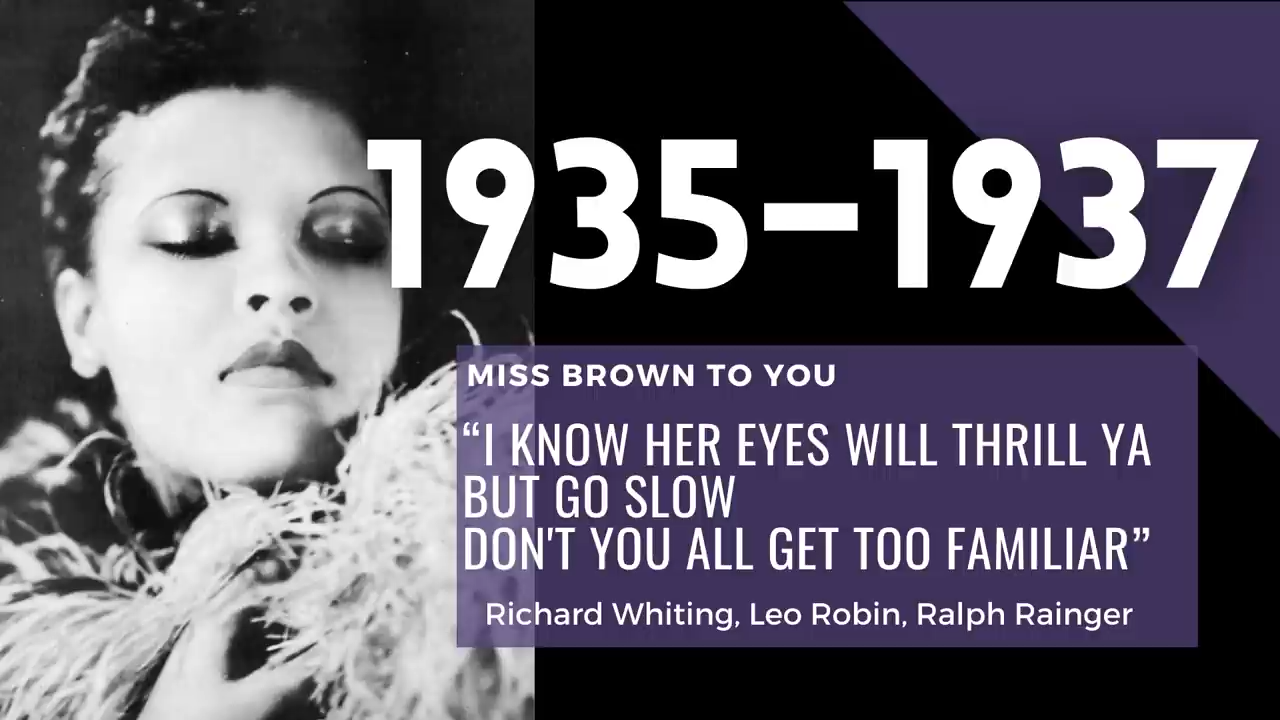 1935–1937
MISS BROWN TO YOU
“I KNOW HER EYES WILL THRILL YA
BUT GO SLOW
DON'T YOU ALL GET TOO FAMILIAR”
Richard Whiting, Leo Robin, Ralph Rainger